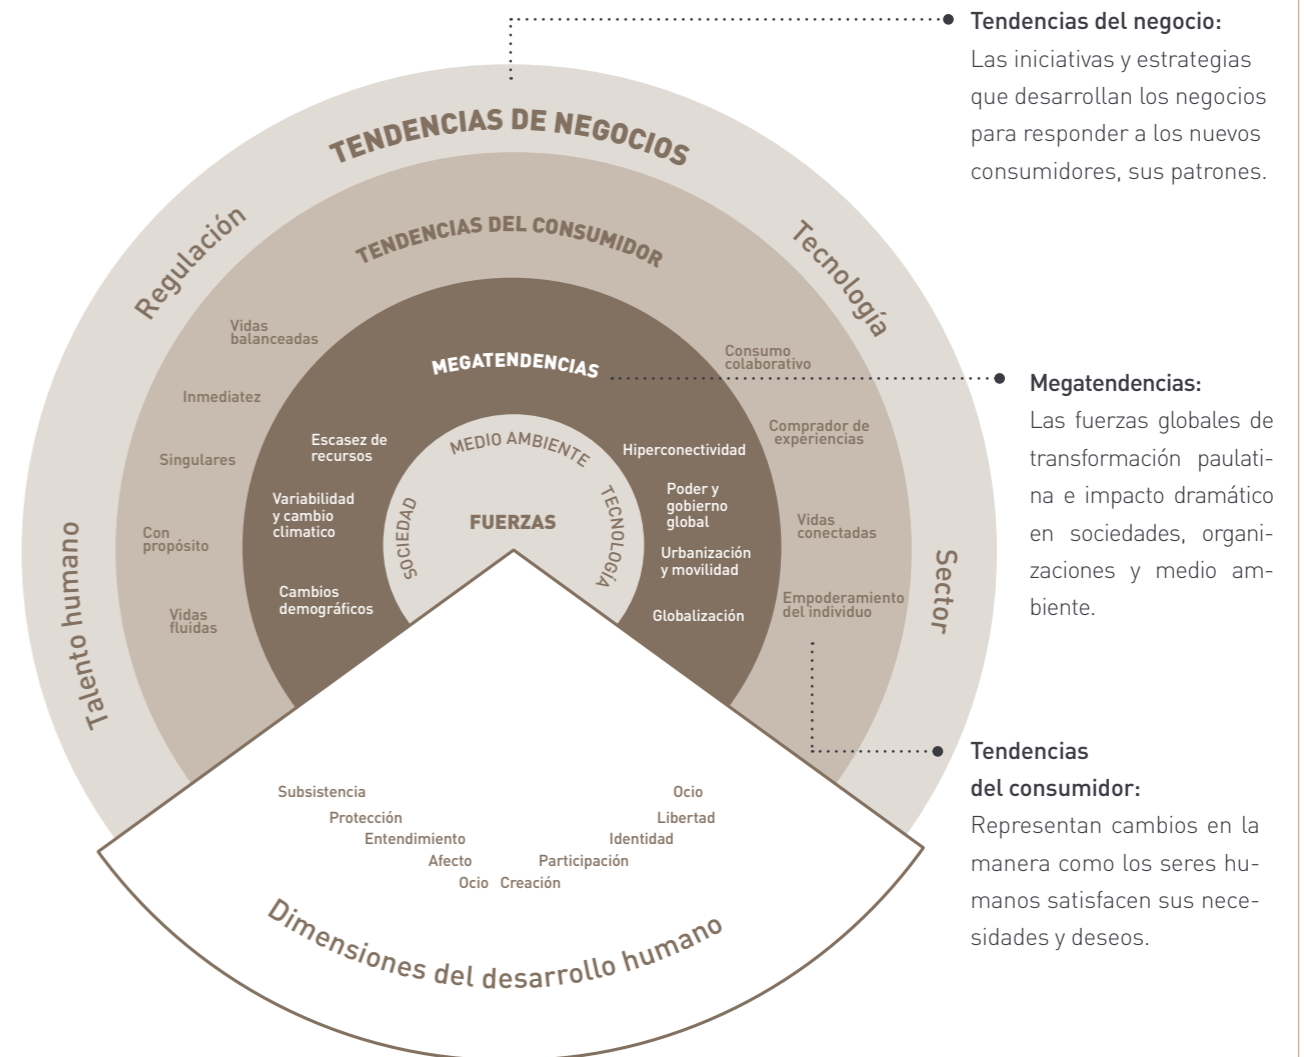 Tendencias del negocio:
Las iniciativas y estrategias
que desarrollan los negocios
para responder a los nuevos
consumidores, sus patrones.
TENDENCIAS DE NEGOCIOS
Regulación
Tecnología
Talento humano
Sector
TENDENCIAS DEL CONSUMIDOR
Vidas
balanceadas
Inmediatez
Singulares
Con
propósito
Vidas
fluidas
Consumo
colaborativo
Comprador de
experiencias
Vidas
conectadas
Empoderamiento
del individuo
MEGATENDENCIAS
Escasez de
recursos
Variabilidad
y cambio
climatico
Cambios
demográficos
Hiperconectividad
Poder y
gobierno
global
Urbanización
y movilidad
Globalización
MEDIO AMBIENTE
SOCIEDAD
TECNOLOGÍA
FUERZAS
Megatendencias:
Las fuerzas globales de
transformación paulati-
na e impacto dramático
en sociedades, organi-
zaciones y medio am-
biente.
Tendencias
del consumidor:
Representan cambios en la
manera como los seres hu-
manos satisfacen sus nece-
sidades y deseos.
Subsistencia
Protección
Entendimiento
Afecto
Ocio
Creación
Participación
Identidad
Libertad
Ocio
Dimensiones del desarrollo humano